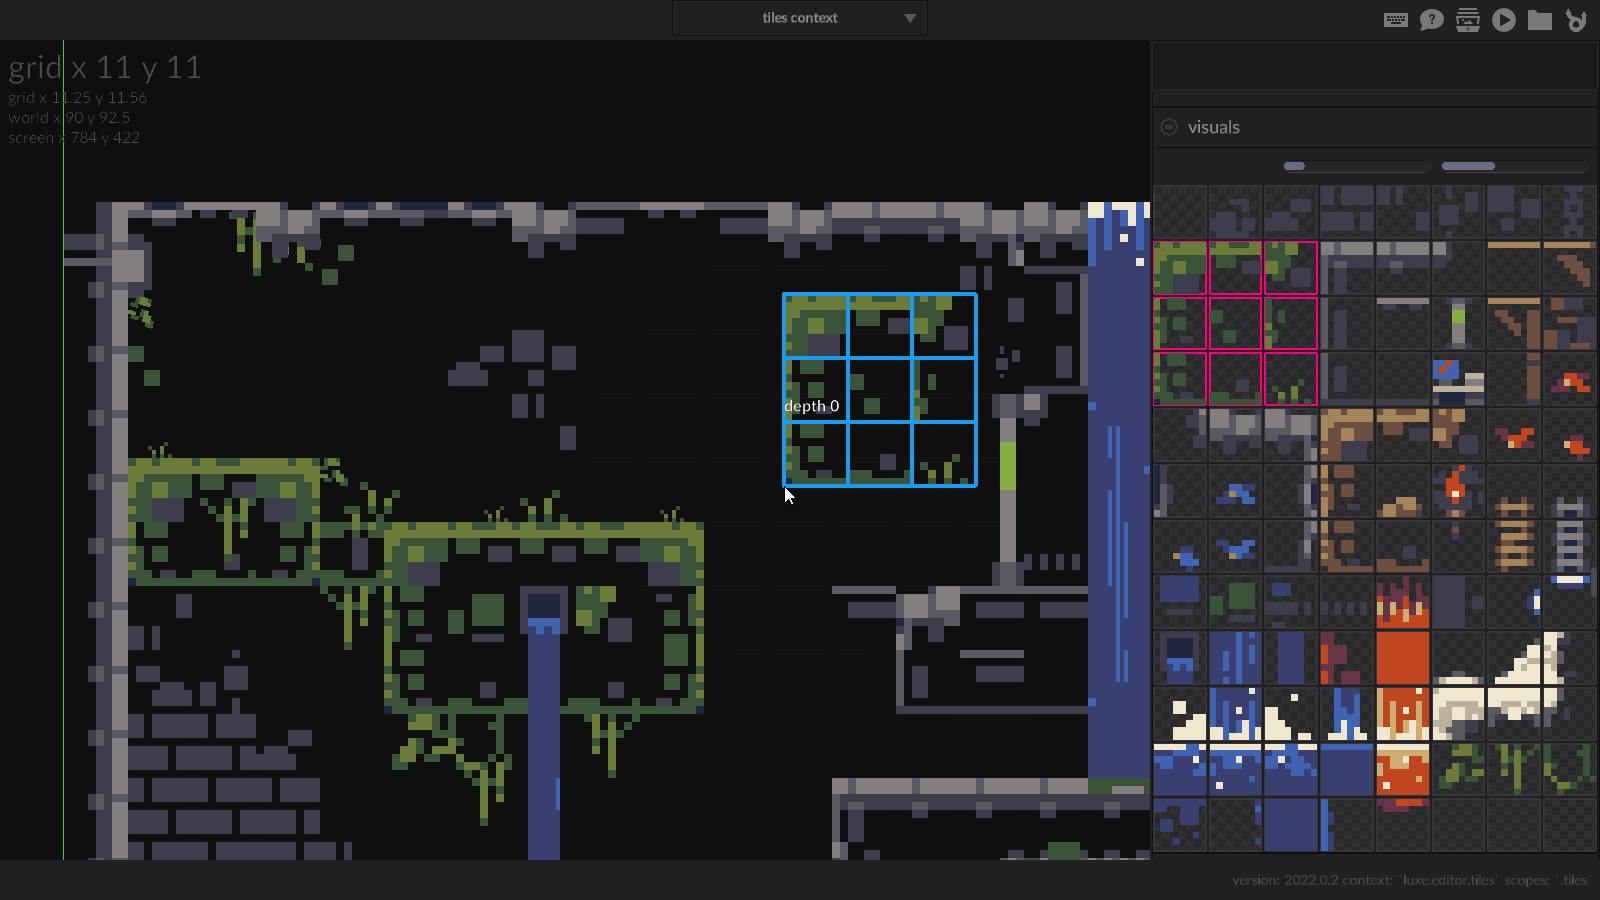 tiles context
grid x 11 y 11
grid x 11.25 y 11.56
world x 90 y 92.5
screen x 784 y 422
visuals
depth 0
version: 2022.0.2 context: `luxe.editor.tiles` scopes: `.tiles`